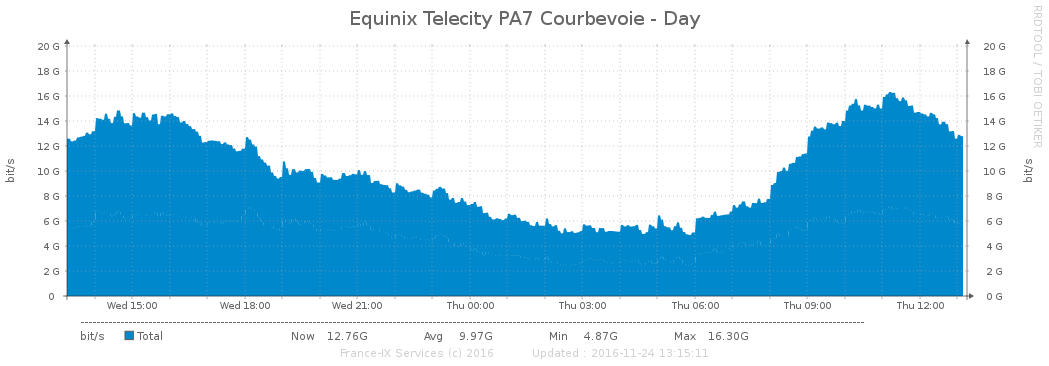 Equinix Telecity PA7 Courbevoie - Day
RRDTOOL / TOBI OETIKER
20 G 20 G
18 G 18 G
16 G 16 G
14 G 14 G
12 G 12 G
10 G 10 G
8 G 8 G
6 G 6 G
4 G 4 G
2 G 2 G
0 0 G
bit/s bit/s
Wed 15:00 Wed 18:00 Wed 21:00 Thu 00:00 Thu 03:00 Thu 06:00 Thu 09:00 Thu 12:00
bit/s Total Now 12.76G Avg 9.97G Min 4.87G Max 16.30G
France-IX Services (c) 2016 Updated : 2016-11-24 13:15:11